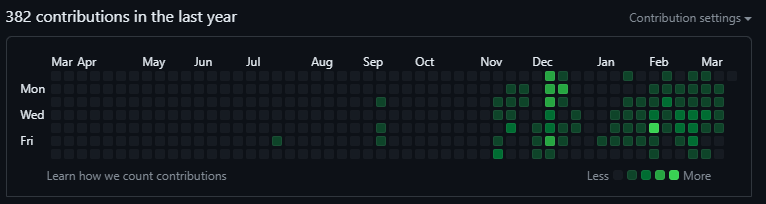 382 contributions in the last year
Contribution settings
Mar Apr May Jun Jul Aug Sep Oct Nov Dec Jan Feb Mar
Mon
Wed
Fri
Learn how we count contributions
Less More